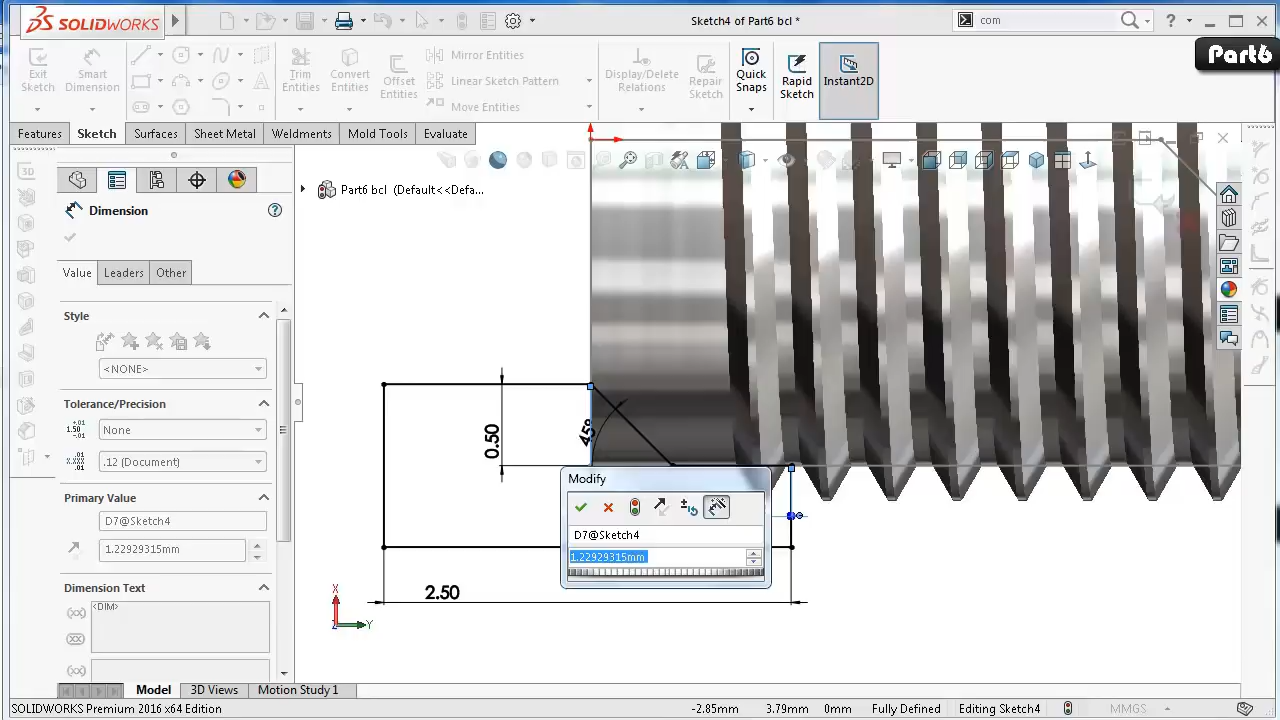 SOLIDWORKS
Sketch4 of Part6 bcl *
com
Part6
Exit Sketch
Smart Dimension
Trim Entities
Convert Entities
Offset Entities
Mirror Entities
Linear Sketch Pattern
Move Entities
Display/Delete Relations
Repair Sketch
Quick Snaps
Rapid Sketch
Instant2D
Features
Sketch
Surfaces
Sheet Metal
Weldments
Mold Tools
Evaluate
Part6 bcl (Default<<Defa...
Dimension
Value
Leaders
Other
Style
<NONE>
Tolerance/Precision
None
.12 (Document)
Primary Value
D7@Sketch4
1.22929315mm
Dimension Text
<DIM>
0.50
45°
2.50
Modify
D7@Sketch4
1.22929315mm
X
Y
Model
3D Views
Motion Study 1
SOLIDWORKS Premium 2016 x64 Edition
-2.85mm
3.79mm
0mm
Fully Defined
Editing Sketch4
MMGS